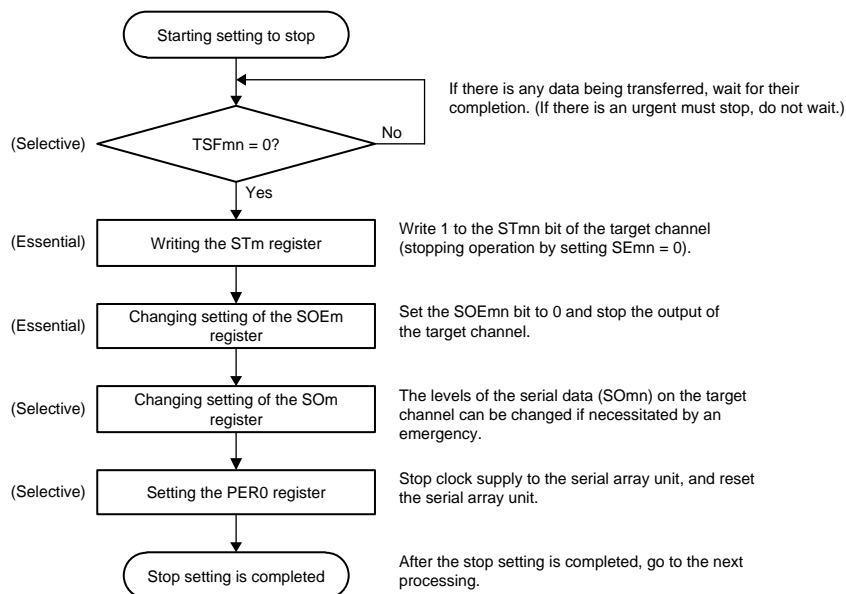 Starting setting to stop
If there is any data being transferred, wait for their
completion. (If there is an urgent must stop, do not wait.)
(Selective)
TSFmn = 0?
No
Yes
(Essential)
Writing the STm register
Write 1 to the STmn bit of the target channel
(stopping operation by setting SEmn = 0).
(Essential)
Changing setting of the SOEm
register
Set the SOEmn bit to 0 and stop the output of
the target channel.
(Selective)
Changing setting of the SOm
register
The levels of the serial data (SOmn) on the target
channel can be changed if necessitated by an
emergency.
(Selective)
Setting the PER0 register
Stop clock supply to the serial array unit, and reset
the serial array unit.
Stop setting is completed
After the stop setting is completed, go to the next
processing.